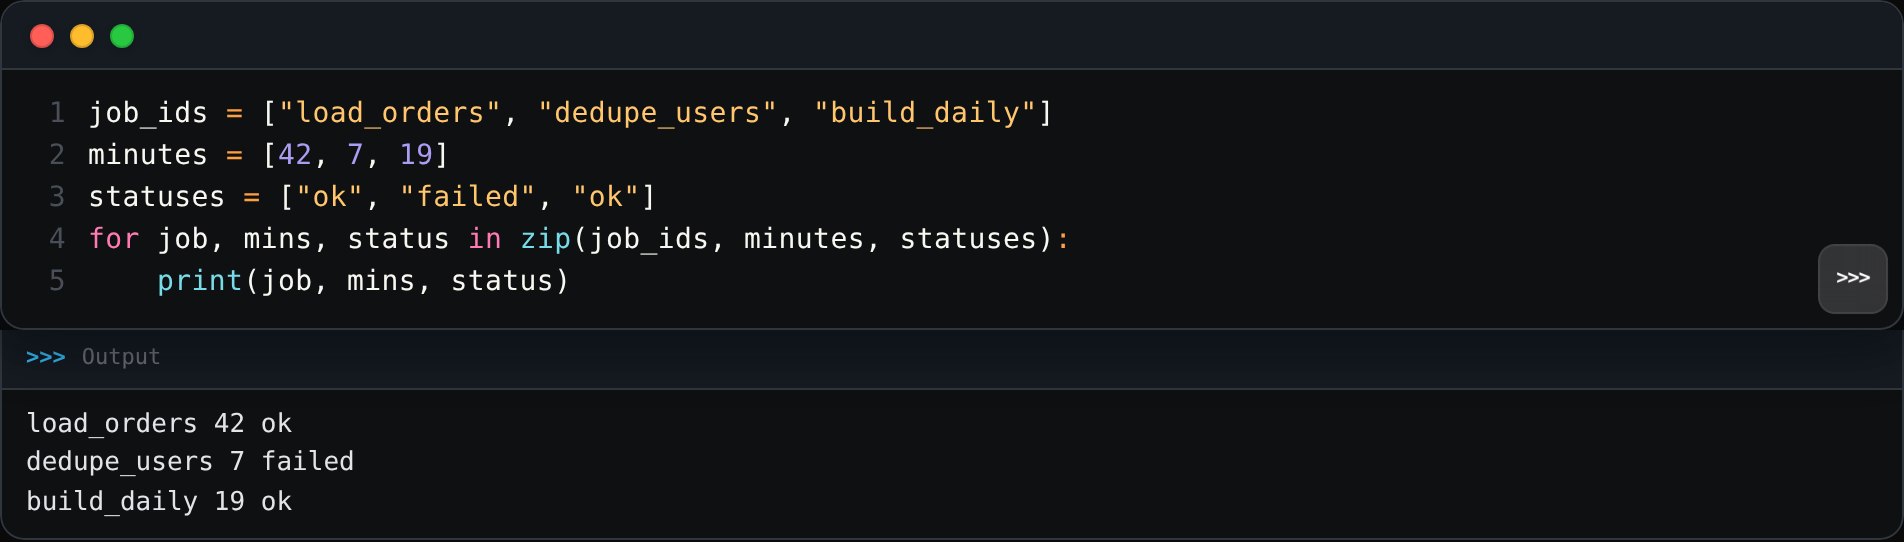 1 job_ids = ["load_orders", "dedupe_users", "build_daily"]
2 minutes = [42, 7, 19]
3 statuses = ["ok", "failed", "ok"]
4 for job, mins, status in zip(job_ids, minutes, statuses):
5     print(job, mins, status)
>>>
>>> Output
load_orders 42 ok
dedupe_users 7 failed
build_daily 19 ok